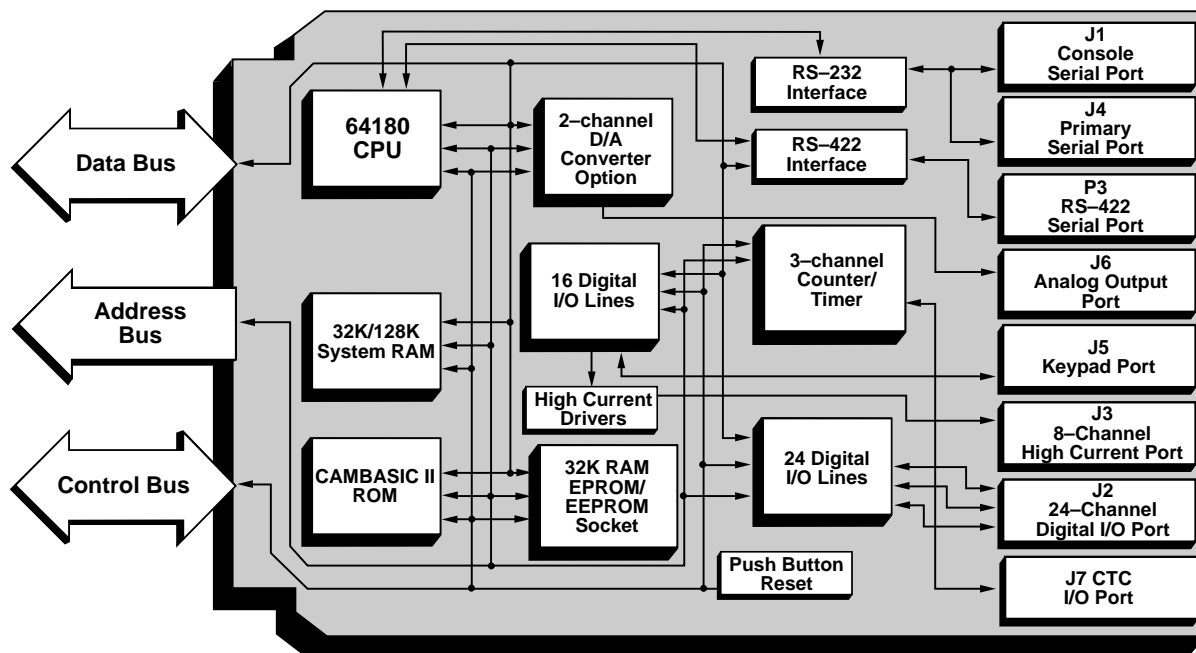 Data Bus
Address
Bus
Control Bus
64180
CPU
32K/128K
System RAM
CAMBASIC II
ROM
2–channel
D/A
Converter
Option
16 Digital
I/O Lines
High Current
Drivers
32K RAM
EPROM/
EEPROM
Socket
RS–232
Interface
RS–422
Interface
3–channel
Counter/
Timer
24 Digital
I/O Lines
Push Button
Reset
J1
Console
Serial Port
J4
Primary
Serial Port
P3
RS–422
Serial Port
J6
Analog Output
Port
J5
Keypad Port
J3
8–Channel
High Current Port
J2
24–Channel
Digital I/O Port
J7 CTC
I/O Port